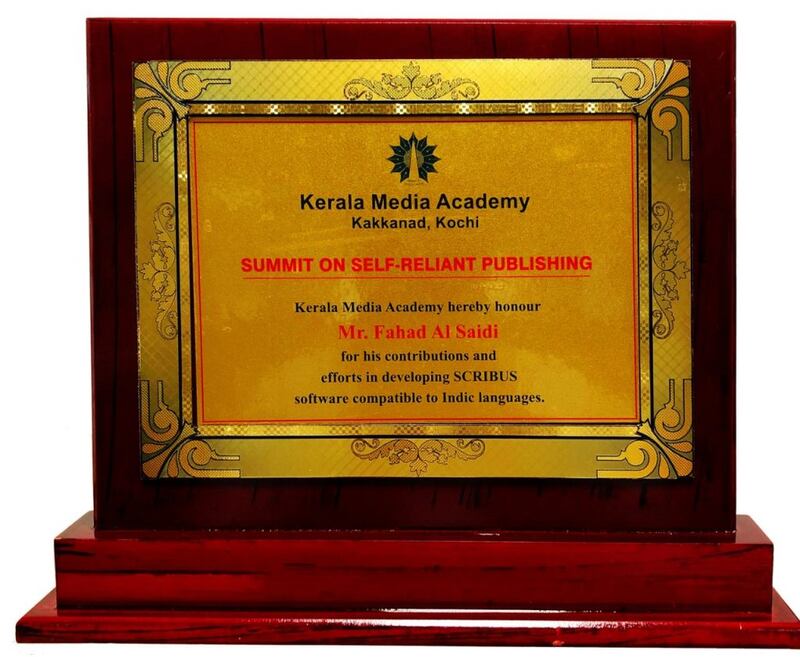 Kerala Media Academy
Kakkanad, Kochi
SUMMIT ON SELF-RELIANT PUBLISHING
Kerala Media Academy hereby honour
Mr. Fahad Al Saidi
for his contributions and
efforts in developing SCRIBUS
software compatible to Indic languages.